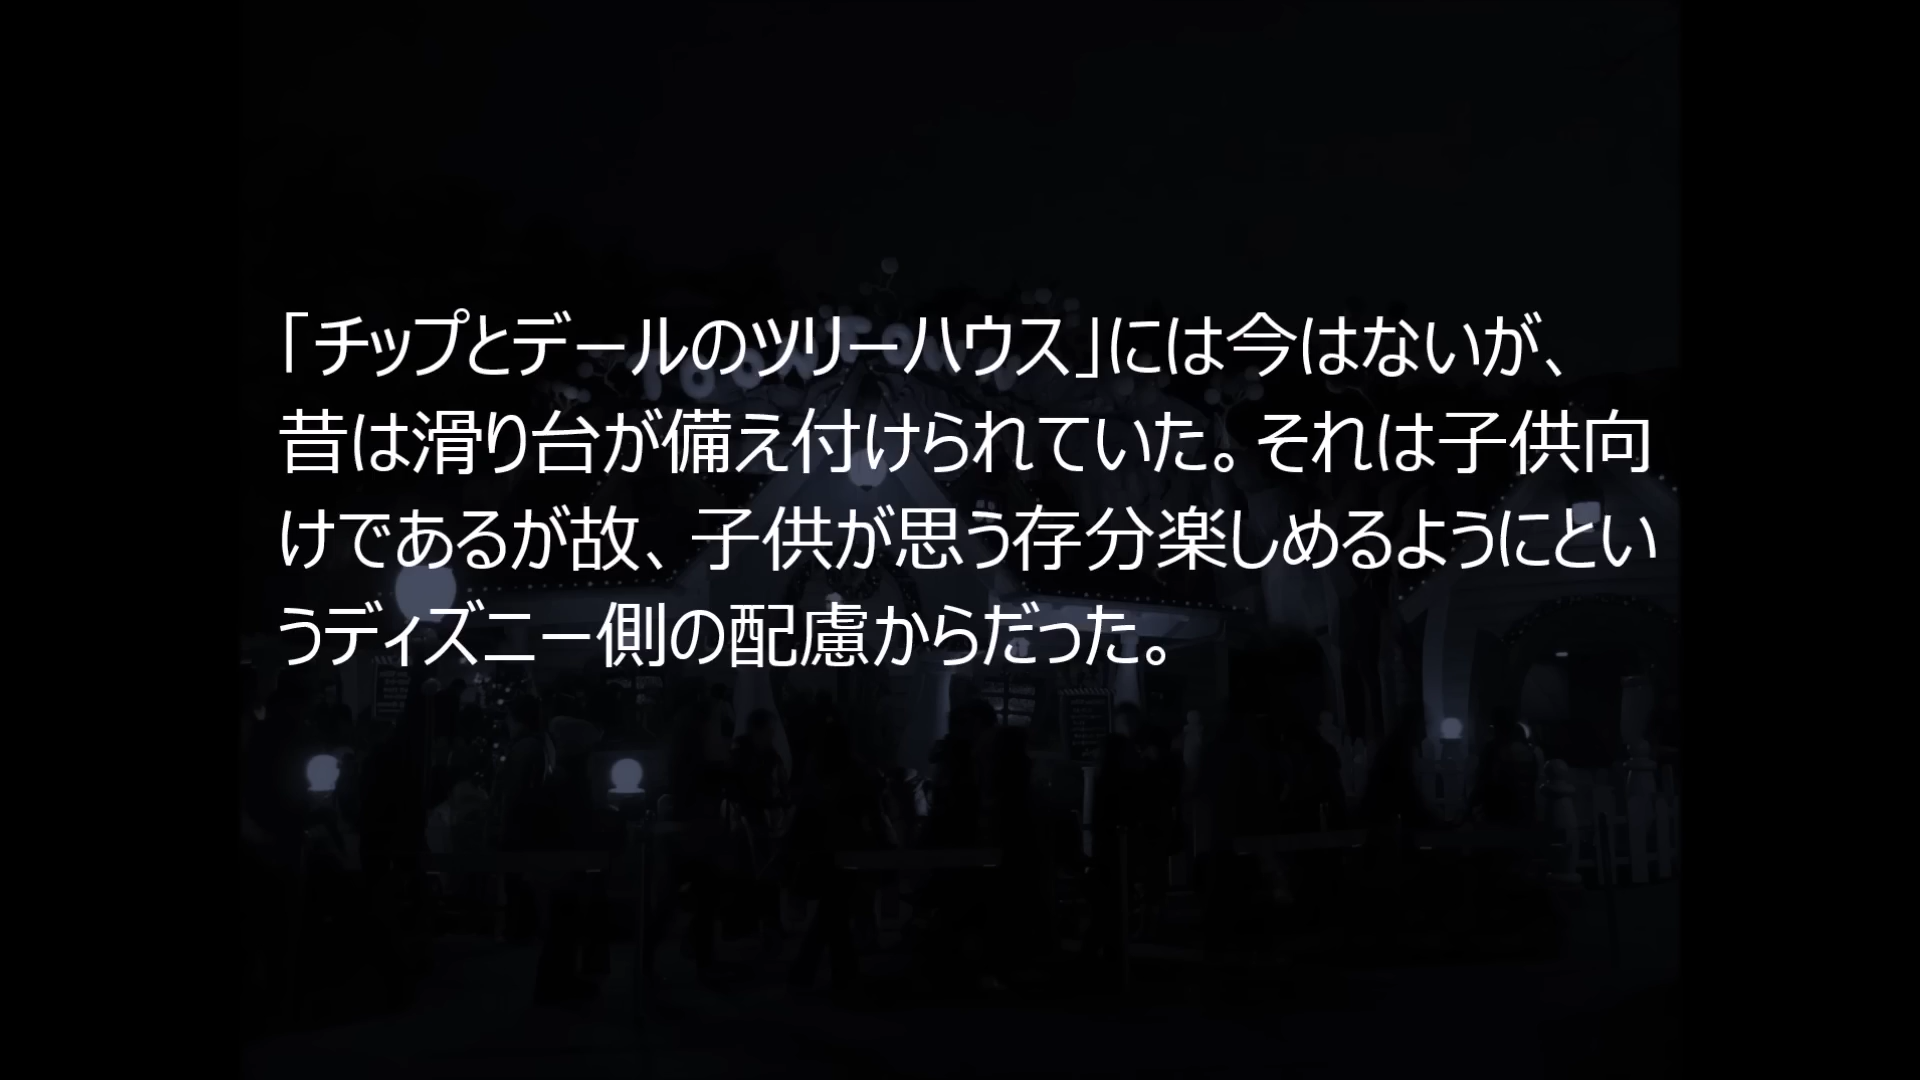 「チップとデールのツリーハウス」には今はないが、
昔は滑り台が備え付けられていた。それは子供向
けであるが故、子供が思う存分楽しめるようにとい
うディズニー側の配慮からだった。
TOONTOWN